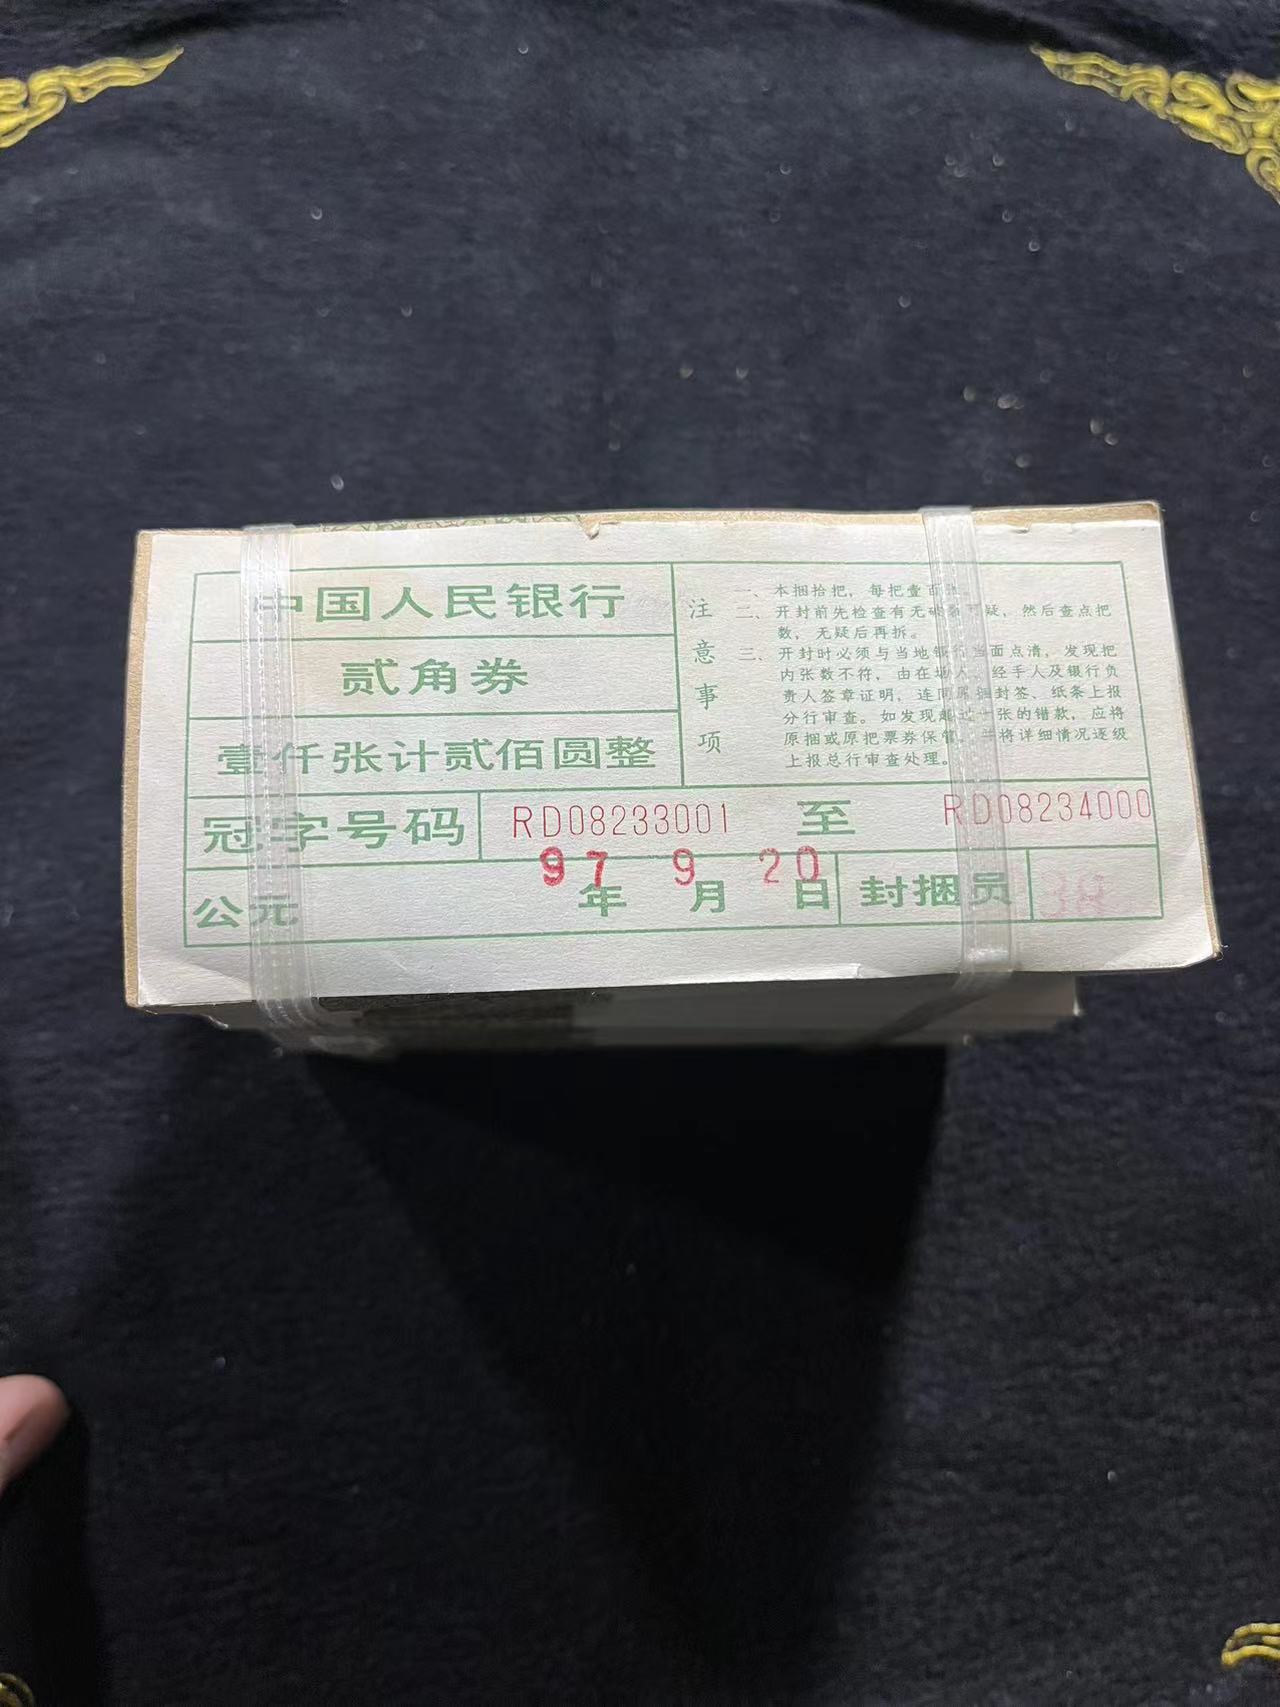 中国人民银行
贰角券
壹仟张计贰佰圆整
注意事项
一、本捆拾把，每把壹百张
二、开封前先检查有无破 可疑，然后查点把
数，无疑后再拆。
三、开封时必须与当地银行当面点清，发现把
内张数不符，由在场人、经手人及银行负
责人签章证明，连同原捆封签、纸条上报
分行审查。如发现超过十张的错款，应将
原捆或原把票券保管，并将详细情况逐级
上报总行审查处理。
冠字号码 RD08233001 至 RD08234000
公元 97年 9月 20日 封捆员 38